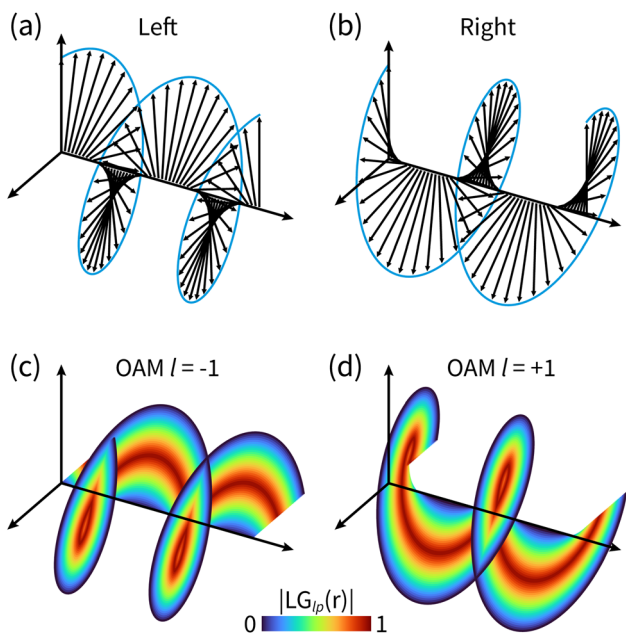 (a) Left
(b) Right
(c) OAM l = -1
(d) OAM l = +1
|LGlp(r)|
0 1